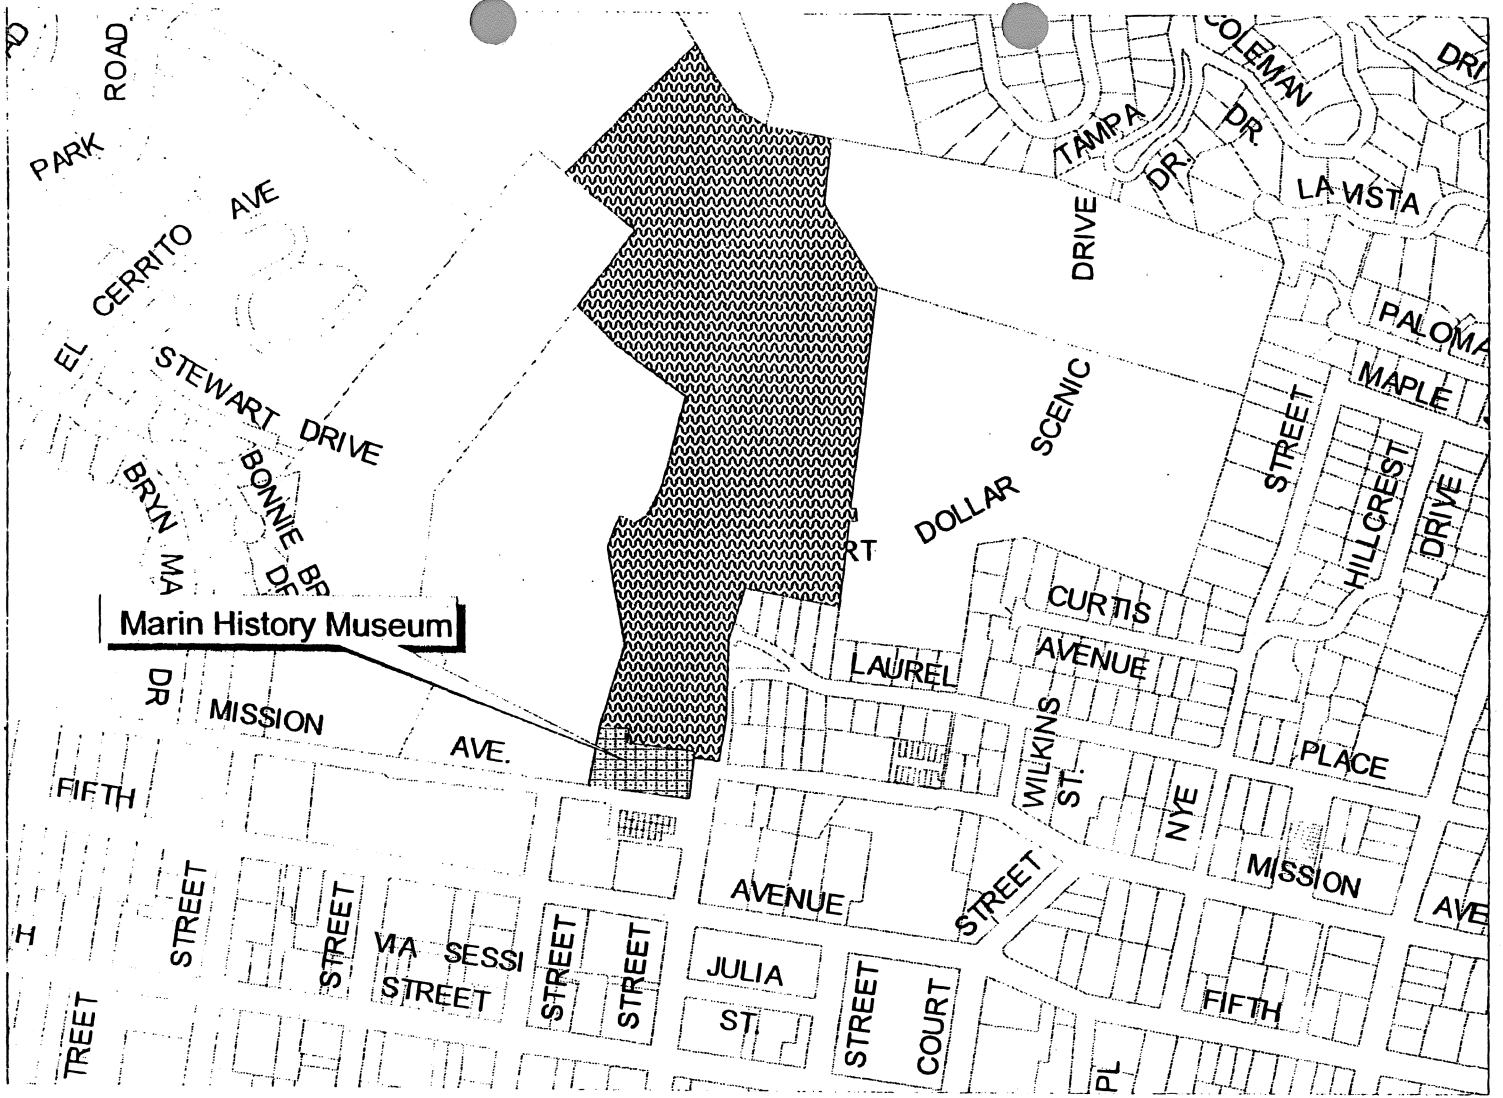 ROAD
COLEMAN
DR.
DRI
PARK
TAMPA
DR.
LA VISTA
AVE
CERRITO
EL
DRIVE
PALOMA
STEWART DRIVE
MAPLE
SCENIC
STREET
HILLCREST
DRIVE
BONNIE
BRYN
MA
DOLLAR
RT
BR
DR
CURTIS
AVENUE
Marin History Museum
LAUREL
DR
MISSION
AVE.
WILKINS
ST.
PLACE
FIFTH
NYE
MISSION
AVE
AVENUE
STREET
STREET
STREET
H
VIA SESSI
STREET
STREET
STREET
JULIA
ST.
STREET
COURT
FIFTH
TREET
PL